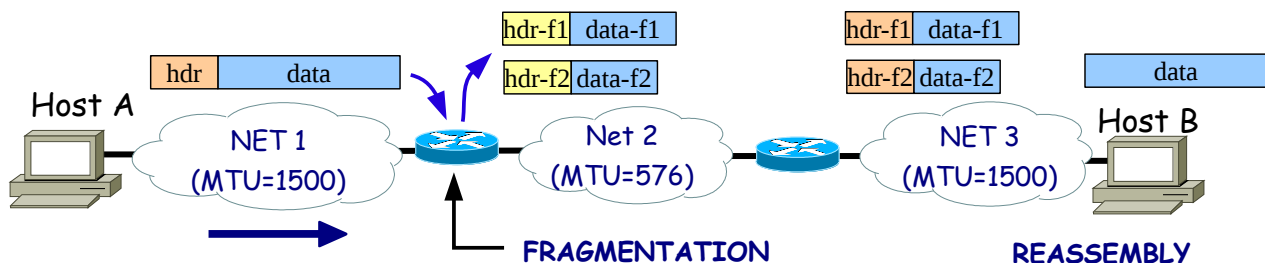 hdr-f1 data-f1
hdr-f1 data-f1
hdr data
hdr-f2 data-f2
hdr-f2 data-f2
data
Host A
Host B
NET 1
(MTU=1500)
Net 2
(MTU=576)
NET 3
(MTU=1500)
FRAGMENTATION
REASSEMBLY